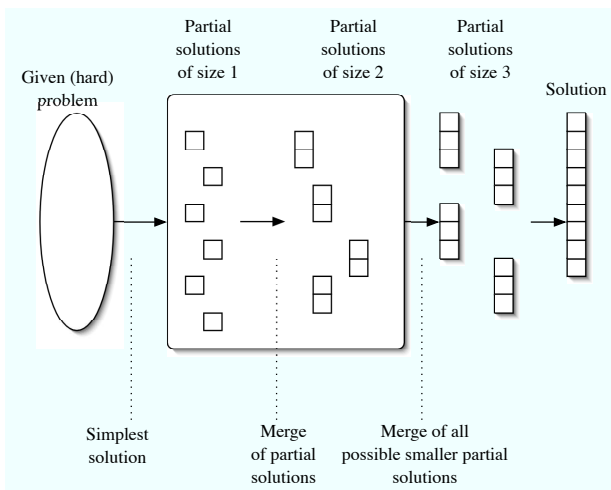 Partial
solutions
of size 1
Partial
solutions
of size 2
Partial
solutions
of size 3
Given (hard)
problem
Solution
Simplest
solution
Merge
of partial
solutions
Merge of all
possible smaller partial
solutions